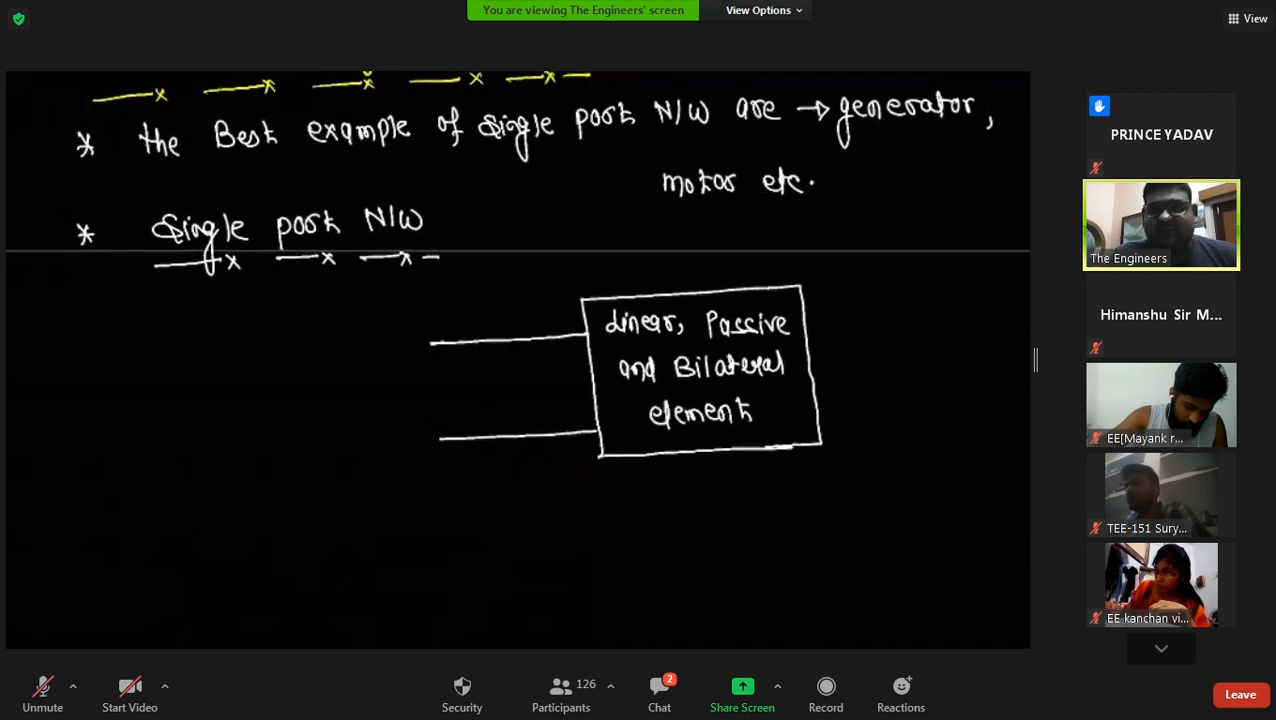 You are viewing The Engineers' screen
View Options
View
* the Best example of single port N/W are → generator,
motor etc.
* Single port N/W
Linear, Passive
and Bilateral
element
PRINCE YADAV
The Engineers
Himanshu Sir M...
EE[Mayank r...
TEE-151 Sury...
EE kanchan vi...
Unmute
Start Video
Security
126
Participants
2
Chat
Share Screen
Record
Reactions
Leave